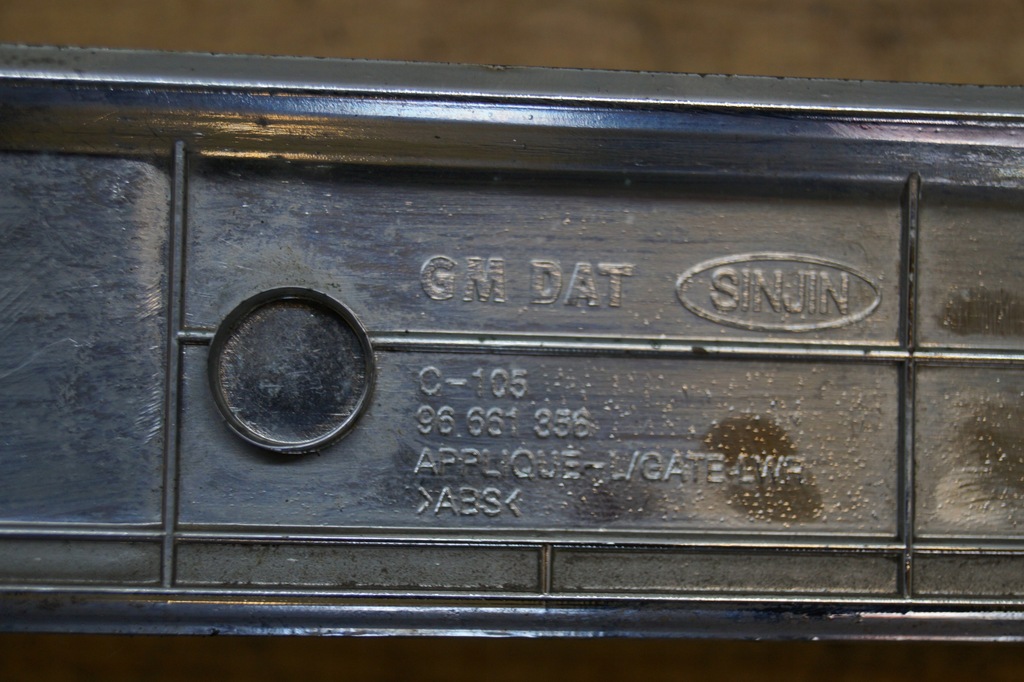 GM DAT SINJIN
C-105
96 661 356
APPLIQUE-L/GATE-LWR
>ABS<